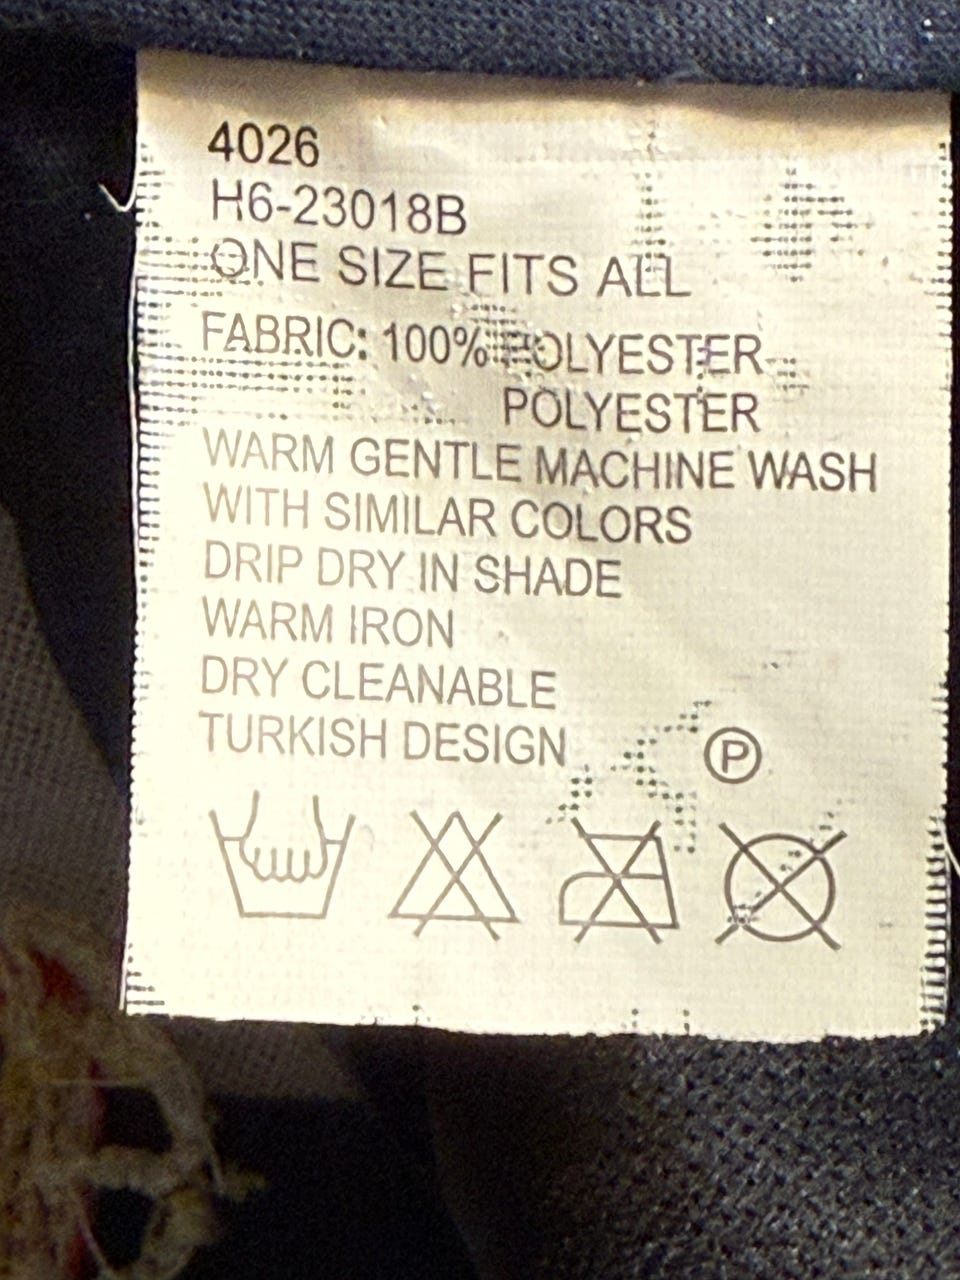 4026
H6-23018B
ONE SIZE FITS ALL
FABRIC: 100% POLYESTER
POLYESTER
WARM GENTLE MACHINE WASH
WITH SIMILAR COLORS
DRIP DRY IN SHADE
WARM IRON
DRY CLEANABLE
TURKISH DESIGN
P